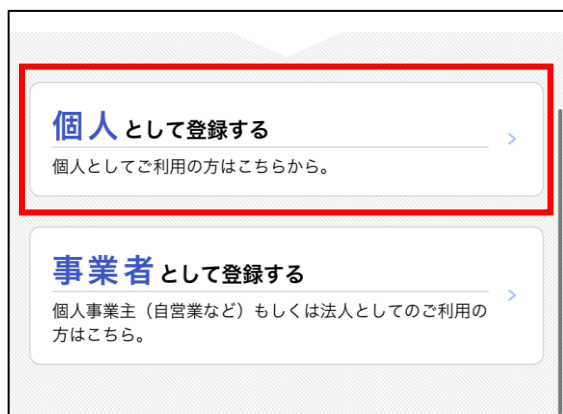 個人として登録する
個人としてご利用の方はこちらから。
事業者として登録する
個人事業主（自営業など）もしくは法人としてのご利用の
方はこちら。